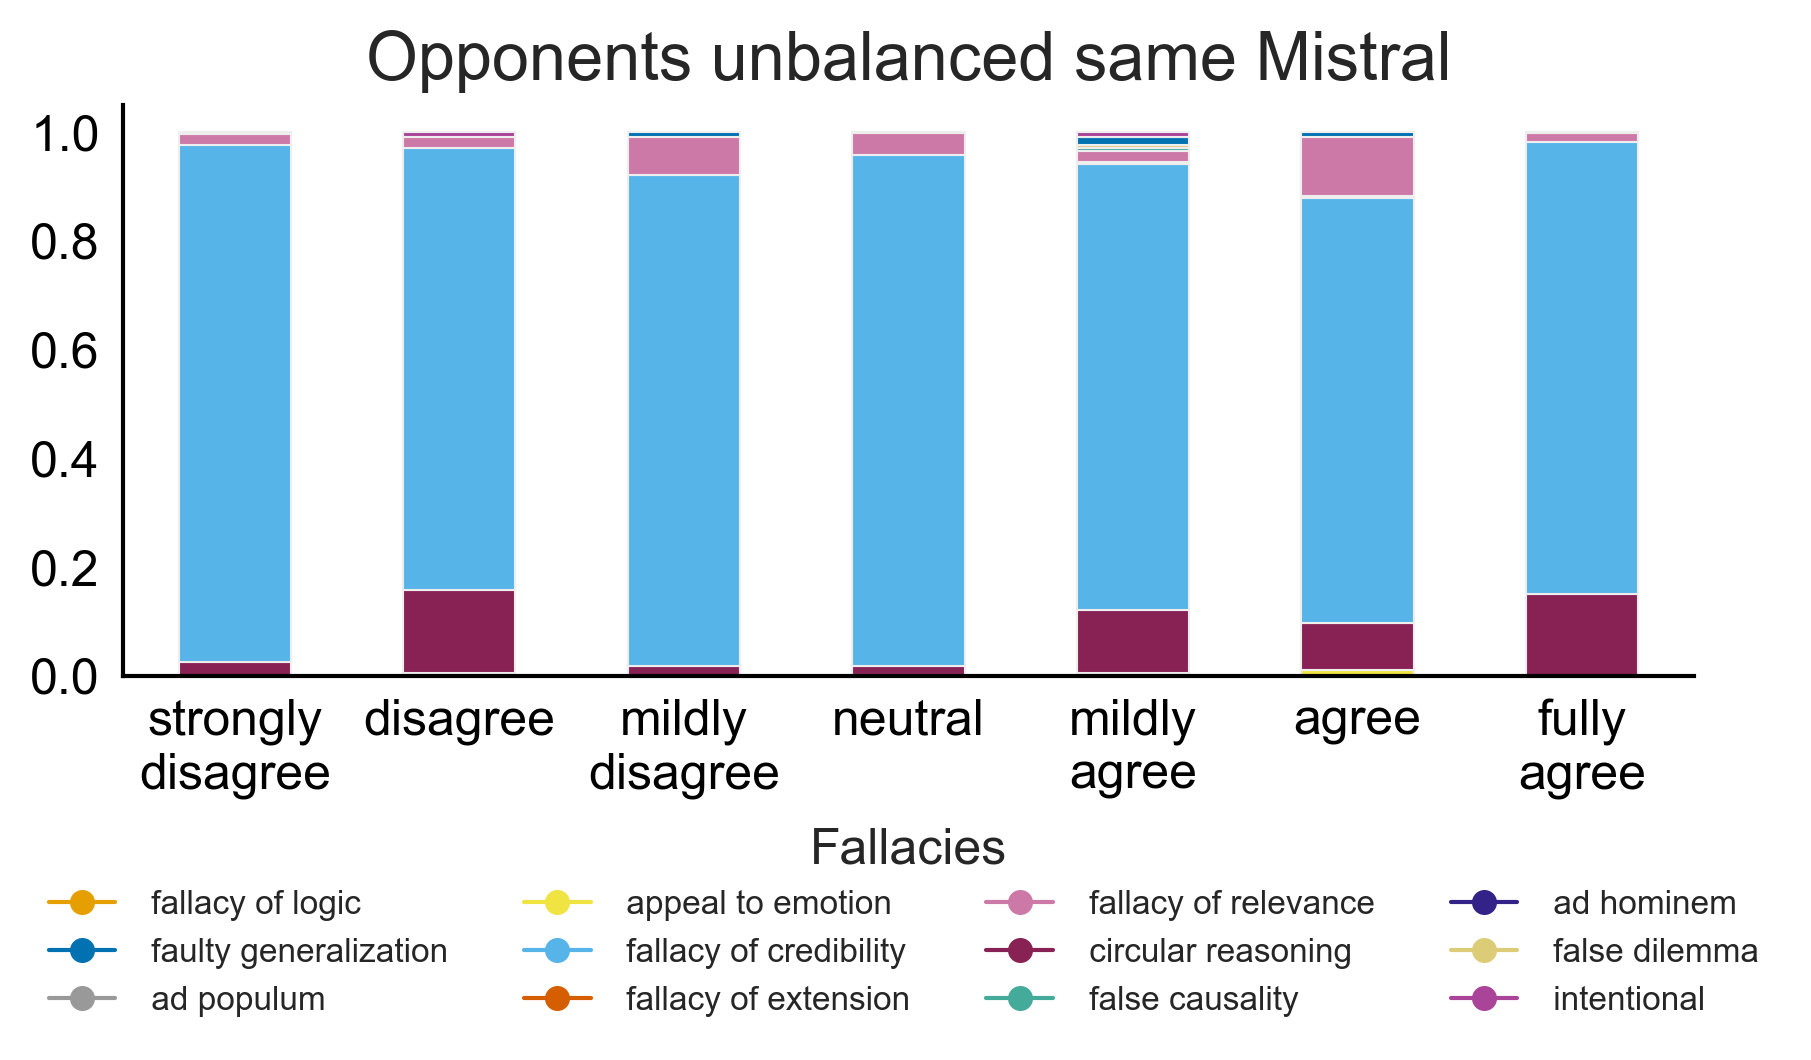 Opponents unbalanced same Mistral
1.0
0.8
0.6
0.4
0.2
0.0
strongly disagree mildly neutral mildly agree fully
disagree disagree agree agree
Fallacies
fallacy of logic appeal to emotion fallacy of relevance ad hominem
faulty generalization fallacy of credibility circular reasoning false dilemma
ad populum fallacy of extension false causality intentional